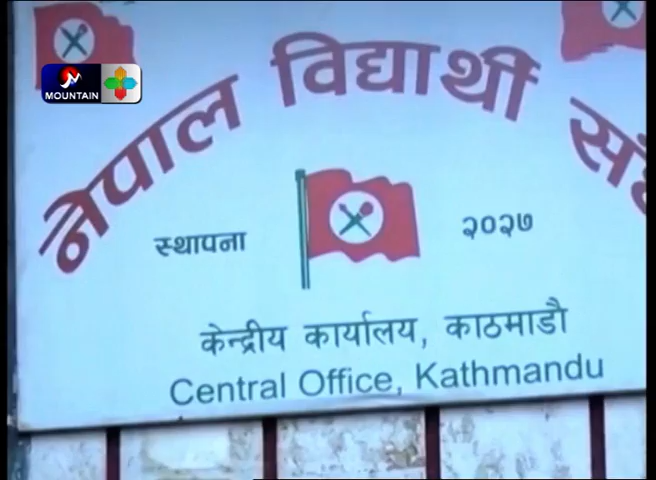 MOUNTAIN
नेपाल विद्यार्थी
स्थापना २०२७
केन्द्रीय कार्यालय, काठमाडौ
Central Office, Kathmandu